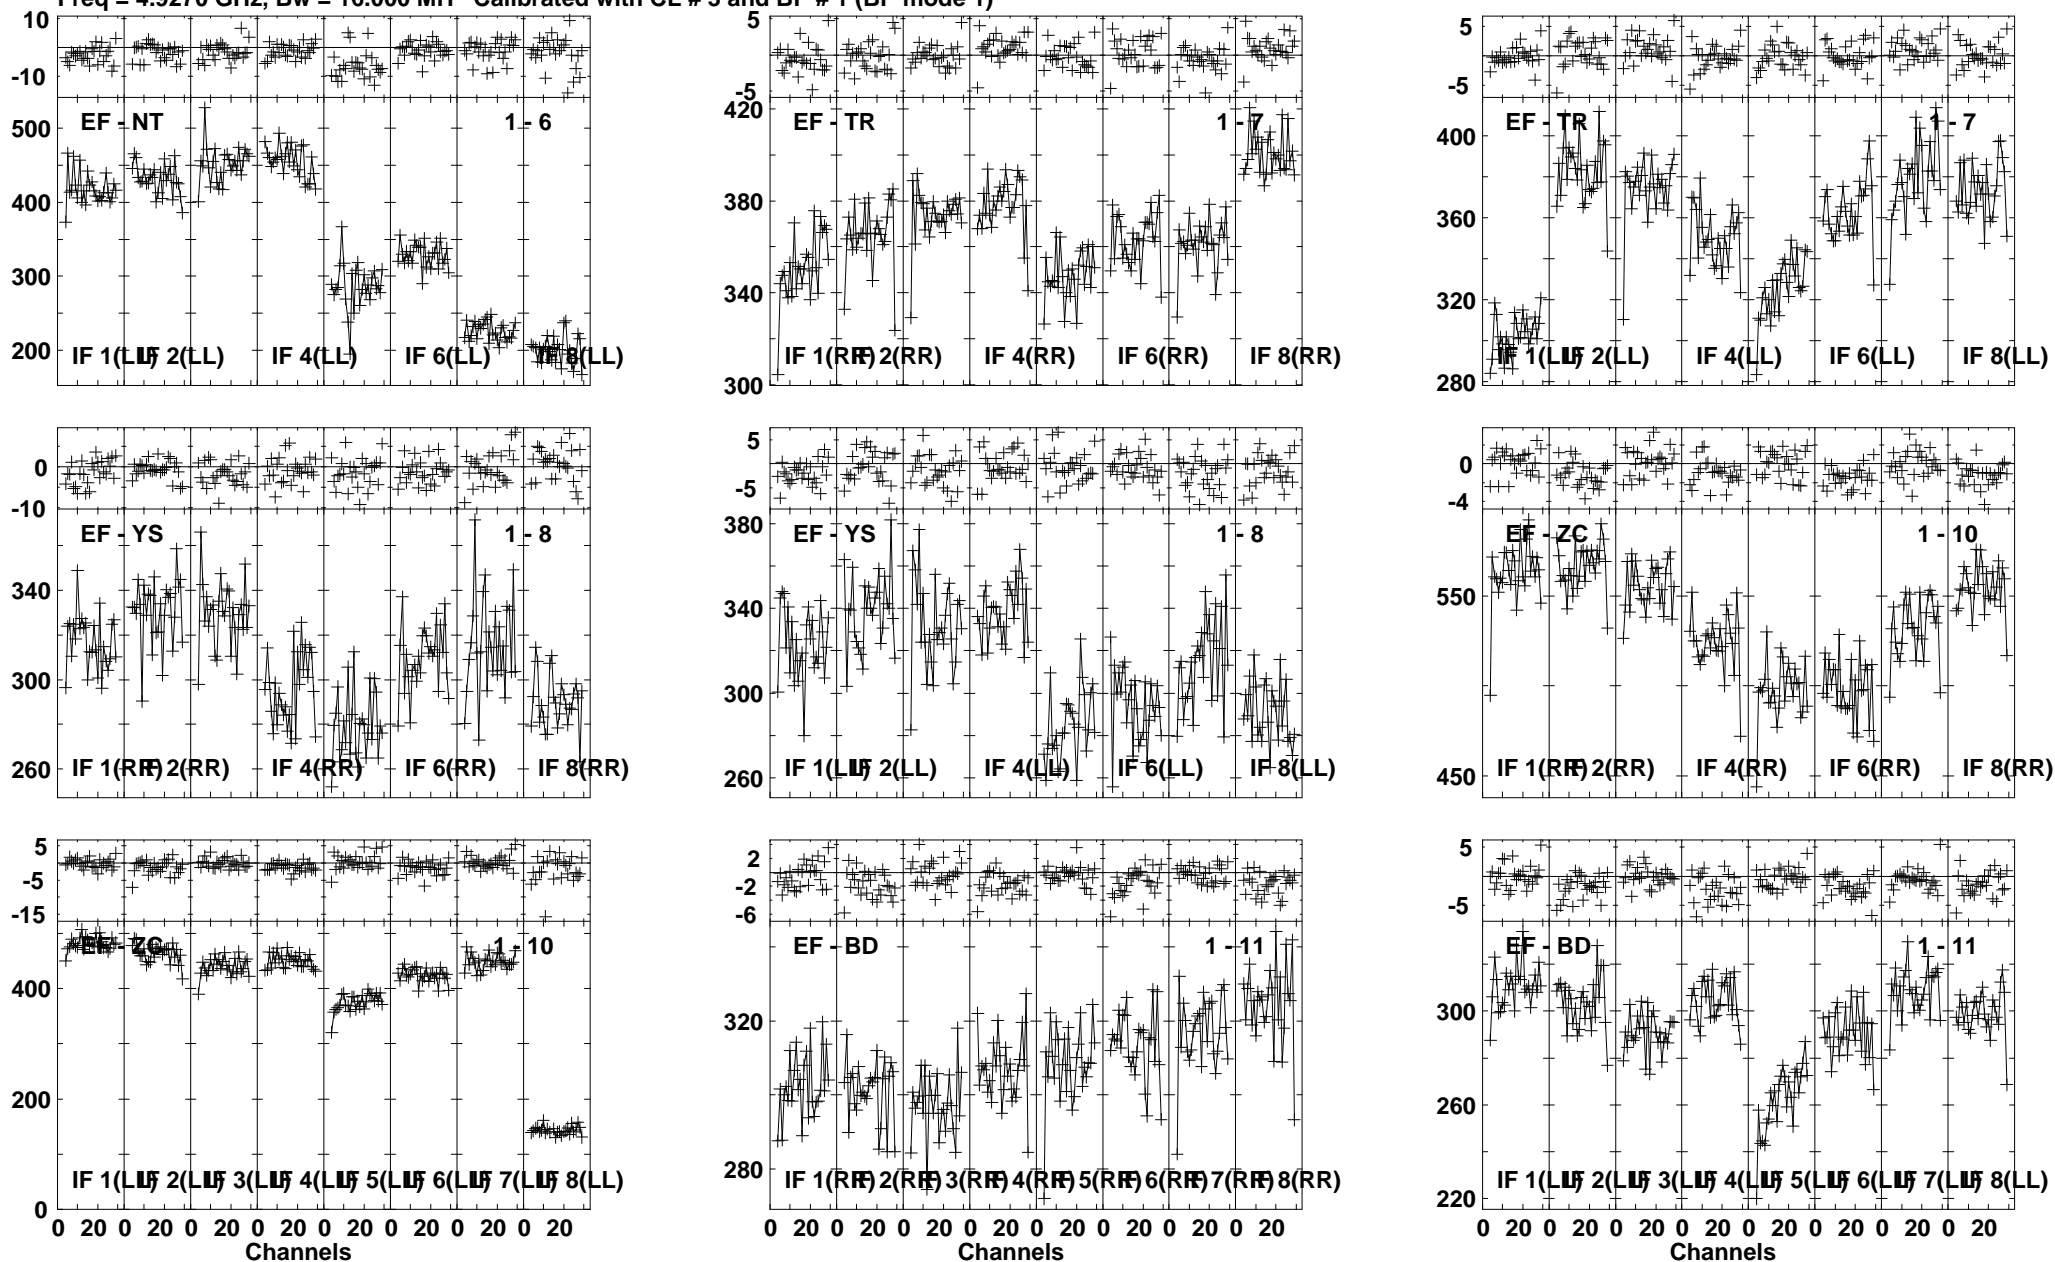 Freq = 4.9270 GHz, Bw = 16.000 MH Calibrated with CL # 3 and BP # 1 (BP mode 1)
10
-10
500
400
300
200
EF - NT 1 - 6
IF 1(LL) IF 2(LL) IF 4(LL) IF 6(LL) IF 8(LL)
5
-5
420
380
340
300
EF - TR 1 - 7
IF 1(RR) IF 2(RR) IF 4(RR) IF 6(RR) IF 8(RR)
5
-5
400
360
320
280
EF - TR 1 - 7
IF 1(LL) IF 2(LL) IF 4(LL) IF 6(LL) IF 8(LL)
0
-10
340
300
260
EF - YS 1 - 8
IF 1(RR) IF 2(RR) IF 4(RR) IF 6(RR) IF 8(RR)
5
-5
380
340
300
260
EF - YS 1 - 8
IF 1(LL) IF 2(LL) IF 4(LL) IF 6(LL) IF 8(LL)
0
-4
550
450
EF - ZC 1 - 10
IF 1(RR) IF 2(RR) IF 4(RR) IF 6(RR) IF 8(RR)
5
-5
-15
400
200
0
EF - ZC 1 - 10
IF 1(LL) IF 2(LL) IF 3(LL) IF 4(LL) IF 5(LL) IF 6(LL) IF 7(LL) IF 8(LL)
0 20 0 20 0 20 0 20 0 20 0 20 0 20 0 20
Channels
2
-2
-6
320
280
EF - BD 1 - 11
IF 1(RR) IF 2(RR) IF 3(RR) IF 4(RR) IF 5(RR) IF 6(RR) IF 7(RR) IF 8(RR)
0 20 0 20 0 20 0 20 0 20 0 20 0 20 0 20
Channels
5
-5
300
260
220
EF - BD 1 - 11
IF 1(LL) IF 2(LL) IF 3(LL) IF 4(LL) IF 5(LL) IF 6(LL) IF 7(LL) IF 8(LL)
0 20 0 20 0 20 0 20 0 20 0 20 0 20 0 20
Channels